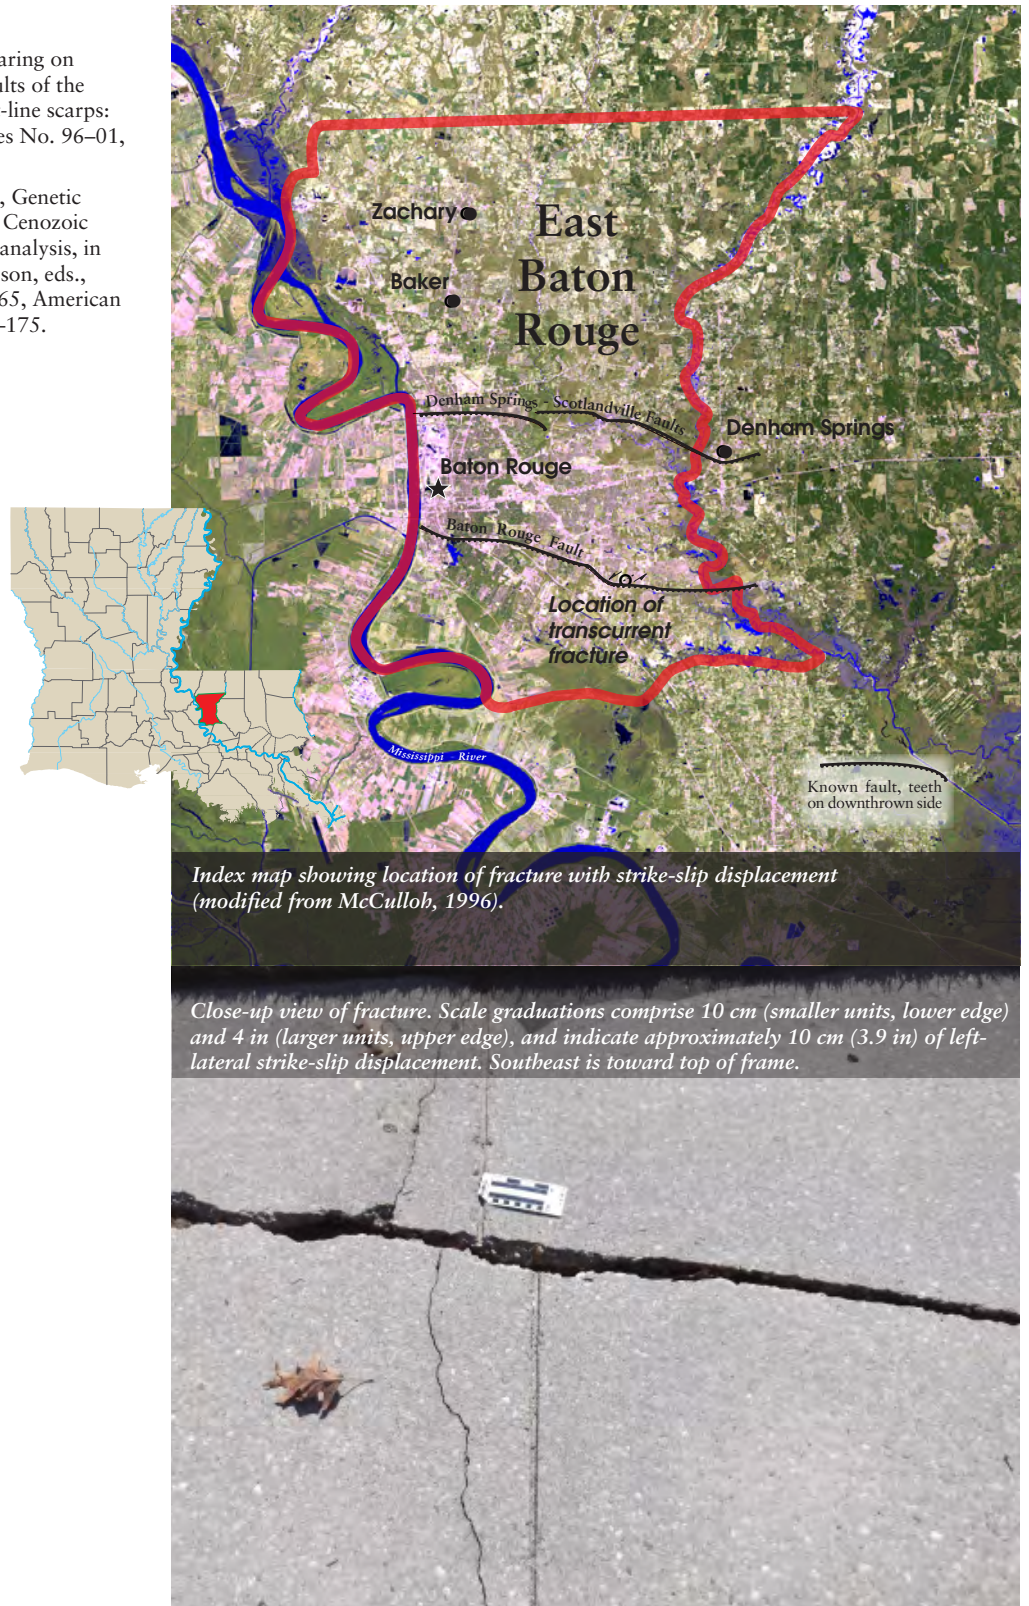 aring on
ults of the
-line scarps:
es No. 96–01,
, Genetic
Cenozoic
analysis, in
son, eds.,
65, American
–175.
Zachary
East
Baton
Rouge
Baker
Denham Springs - Scotlandville Faults
Denham Springs
Baton Rouge
Baton Rouge Fault
Location of
transcurrent
fracture
Mississippi - River
Known fault, teeth
on downthrown side
Index map showing location of fracture with strike-slip displacement
(modified from McCulloh, 1996).
Close-up view of fracture. Scale graduations comprise 10 cm (smaller units, lower edge)
and 4 in (larger units, upper edge), and indicate approximately 10 cm (3.9 in) of left-
lateral strike-slip displacement. Southeast is toward top of frame.